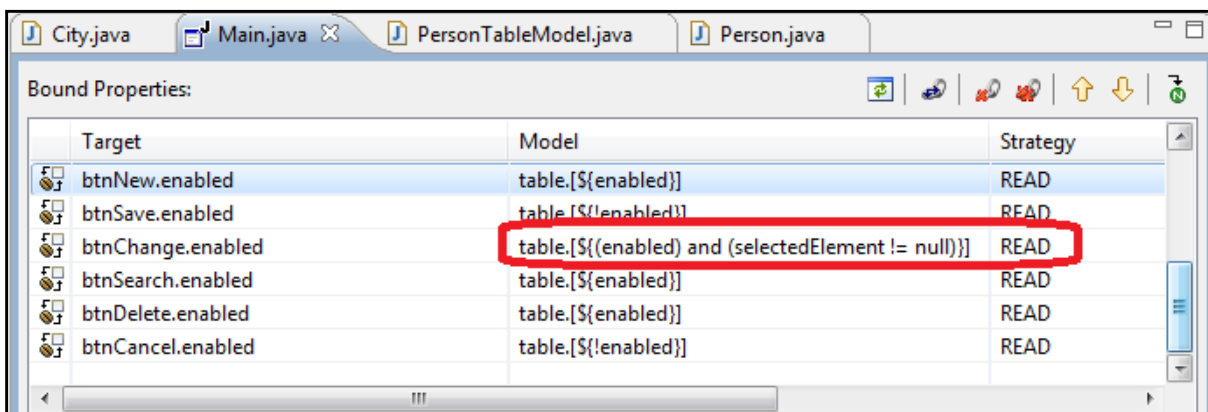 City.java Main.java PersonTableModel.java Person.java
Bound Properties:
Target Model Strategy
btnNew.enabled table.[${enabled}] READ
btnSave.enabled table.[${!enabled}] READ
btnChange.enabled table.[${(enabled) and (selectedElement != null)}] READ
btnSearch.enabled table.[${enabled}] READ
btnDelete.enabled table.[${enabled}] READ
btnCancel.enabled table.[${!enabled}] READ